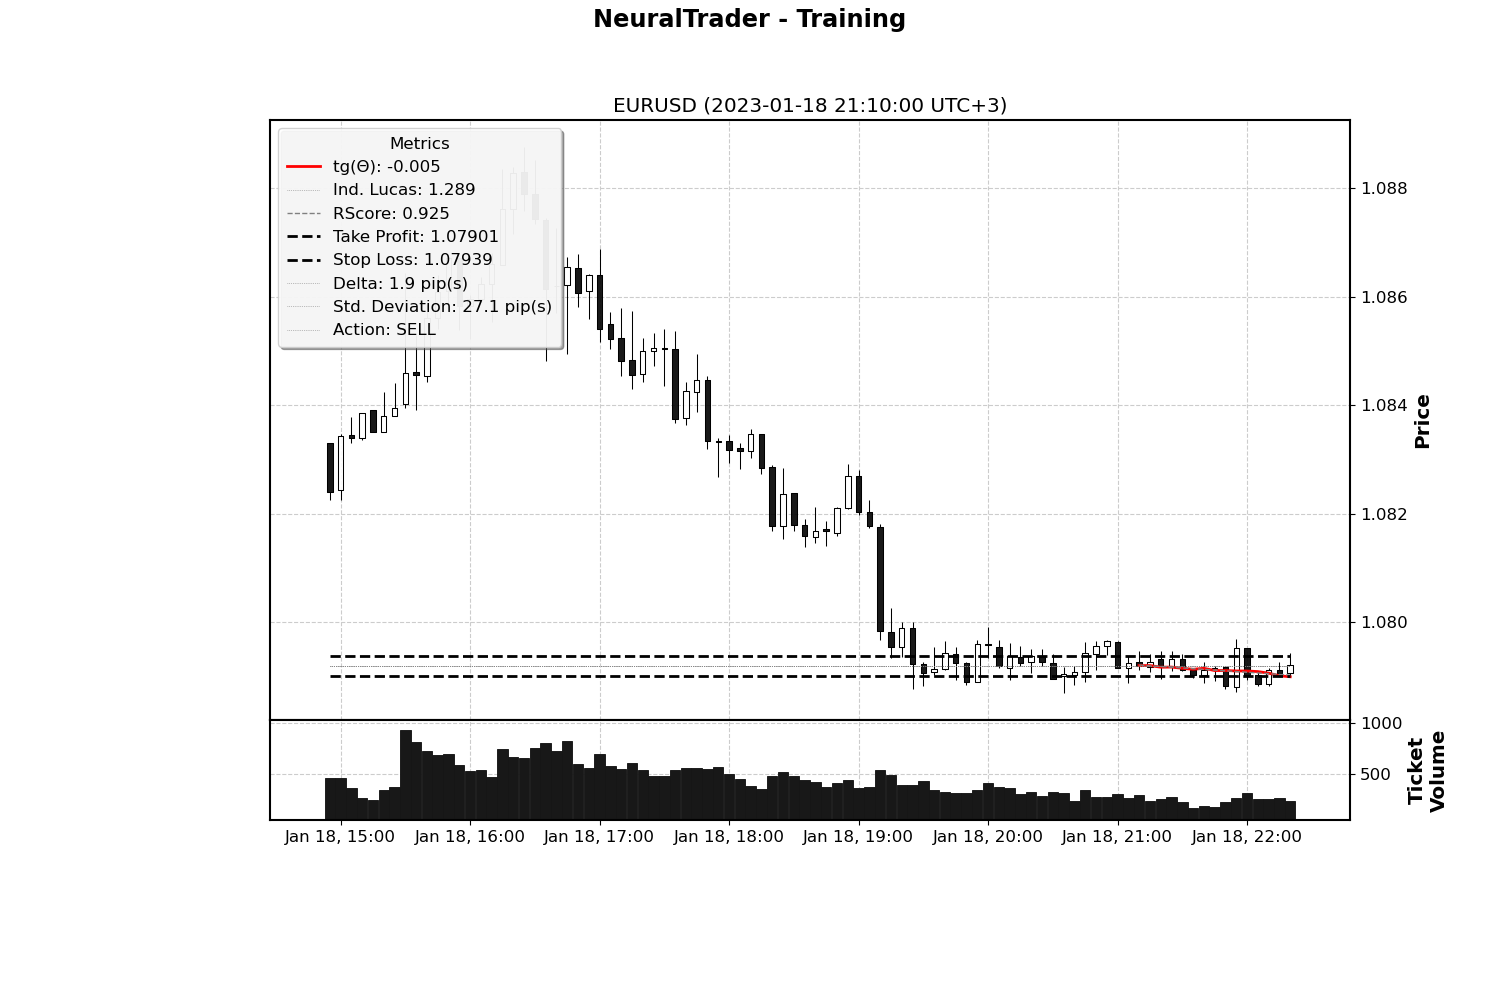 NeuralTrader - Training
EURUSD (2023-01-18 21:10:00 UTC+3)
Metrics
tg(Θ): -0.005
Ind. Lucas: 1.289
RScore: 0.925
Take Profit: 1.07901
Stop Loss: 1.07939
Delta: 1.9 pip(s)
Std. Deviation: 27.1 pip(s)
Action: SELL
1.088
1.086
1.084
1.082
1.080
Price
1000
500
Ticket
Volume
Jan 18, 15:00
Jan 18, 16:00
Jan 18, 17:00
Jan 18, 18:00
Jan 18, 19:00
Jan 18, 20:00
Jan 18, 21:00
Jan 18, 22:00